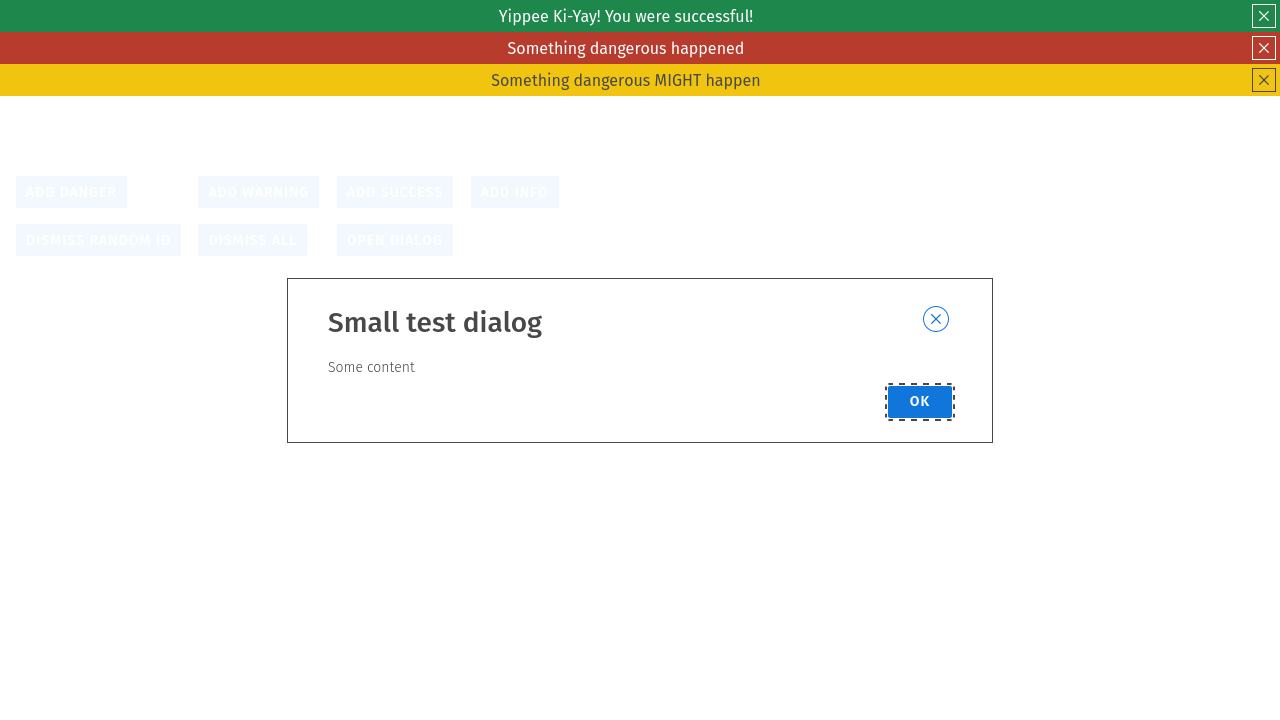 Yippee Ki-Yay! You were successful!
Something dangerous happened
Something dangerous MIGHT happen
ADD DANGER ADD WARNING ADD SUCCESS ADD INFO
DISMISS RANDOM ID DISMISS ALL OPEN DIALOG
Small test dialog
Some content
OK